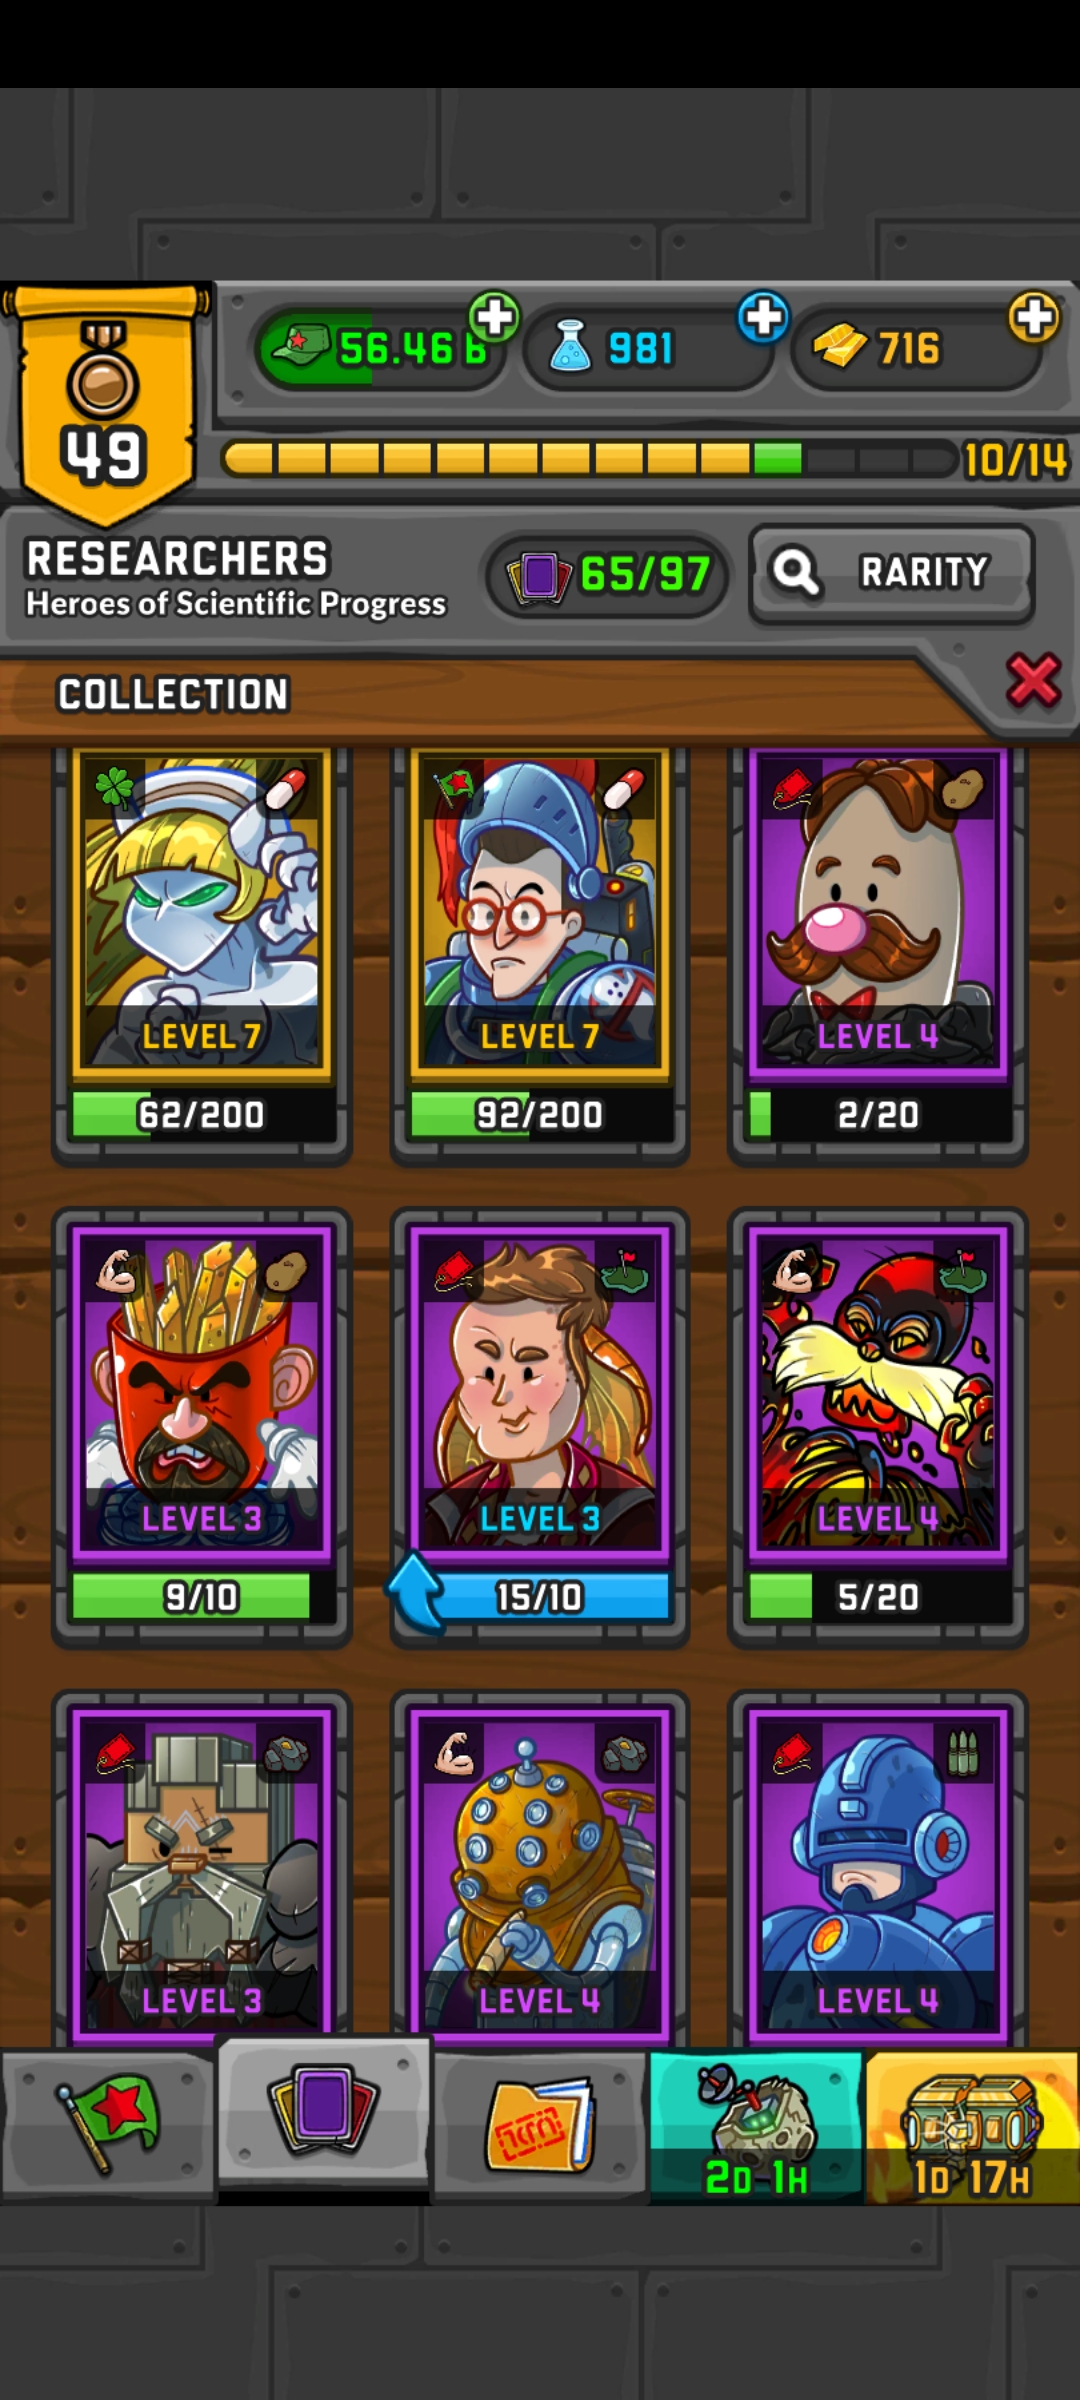 56.46 B
981
716
49
10/14
RESEARCHERS
Heroes of Scientific Progress
65/97
RARITY
COLLECTION
LEVEL 7
LEVEL 7
LEVEL 4
62/200
92/200
2/20
LEVEL 3
LEVEL 3
LEVEL 4
9/10
15/10
5/20
LEVEL 3
LEVEL 4
LEVEL 4
2D 1H
1D 17H